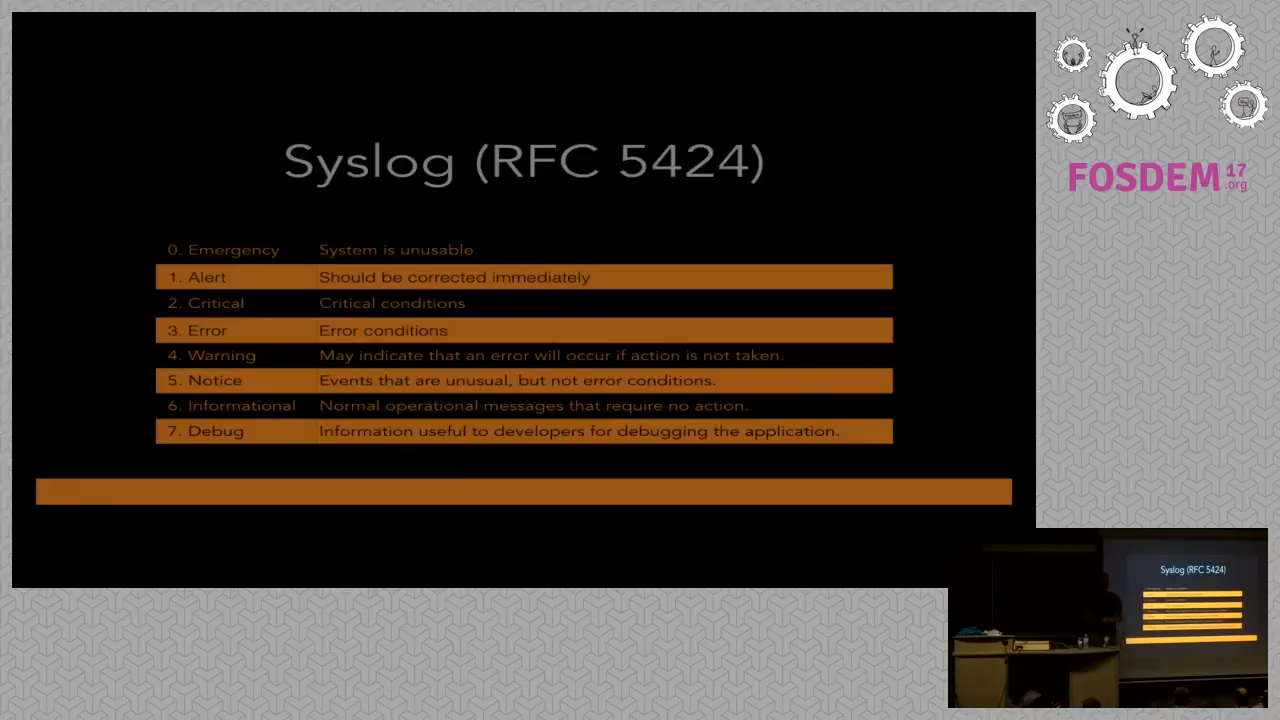 Syslog (RFC 5424)
0. Emergency System is unusable
1. Alert Should be corrected immediately
2. Critical Critical conditions
3. Error Error conditions
4. Warning May indicate that an error will occur if action is not taken.
5. Notice Events that are unusual, but not error conditions.
6. Informational Normal operational messages that require no action.
7. Debug Information useful to developers for debugging the application.
FOSDEM 17
.org
Syslog (RFC 5424)